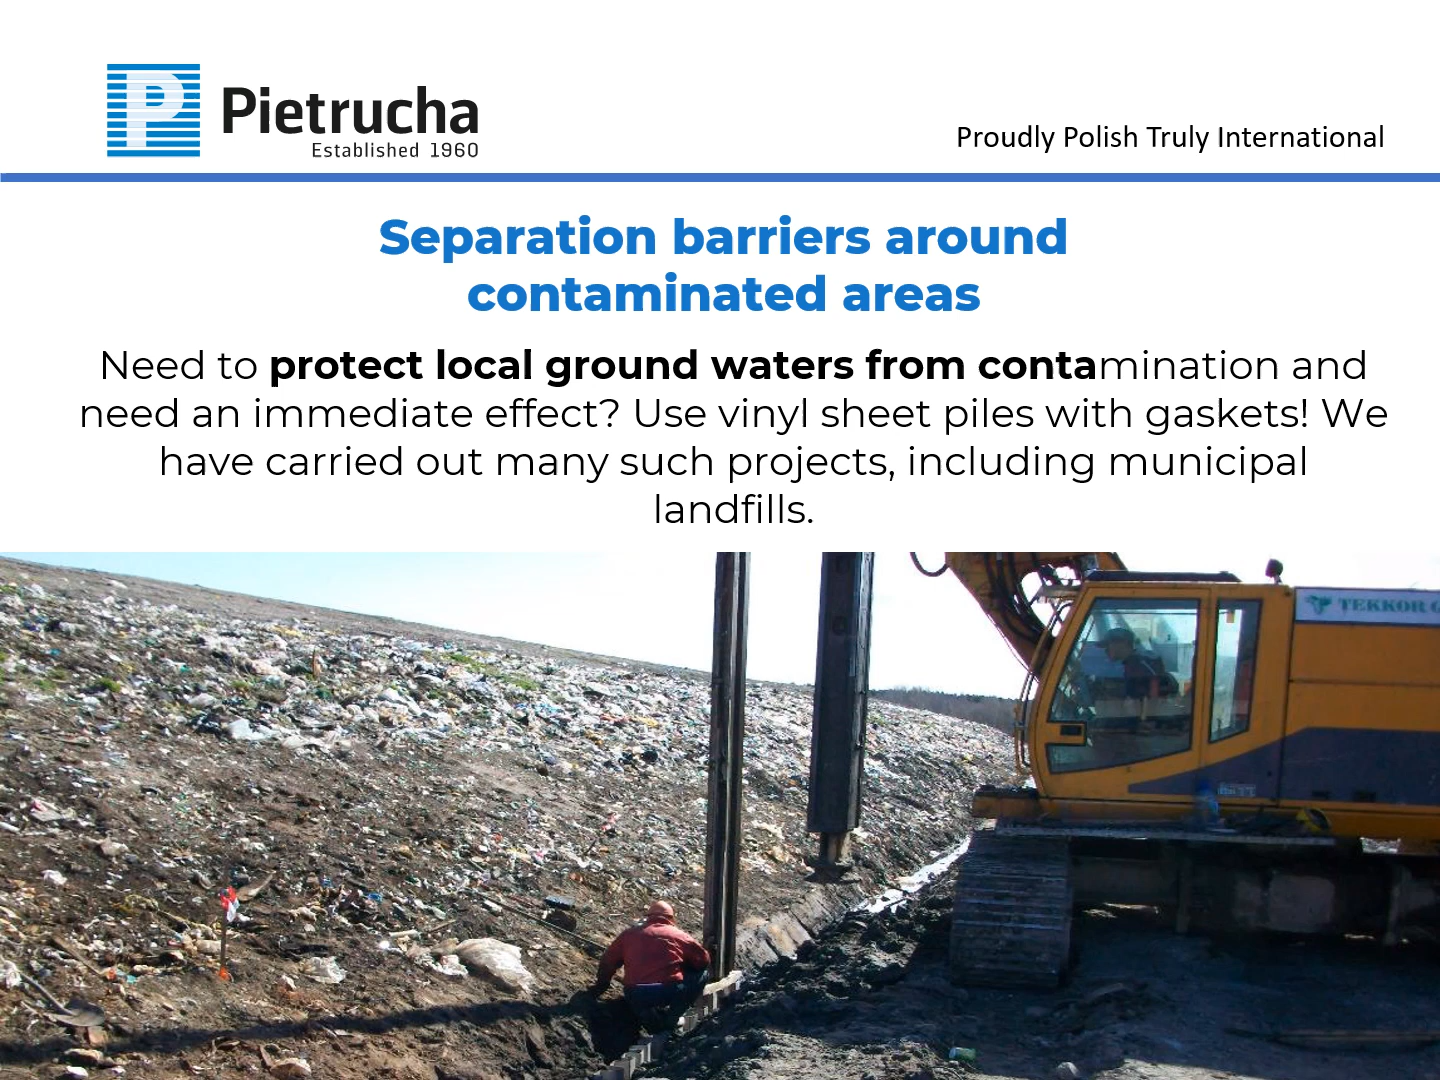 P
Pietrucha
Established 1960
Proudly Polish Truly International
Separation barriers around
contaminated areas
Need to protect local ground waters from contamination and
need an immediate effect? Use vinyl sheet piles with gaskets! We
have carried out many such projects, including municipal
landfills.
TEKKOR